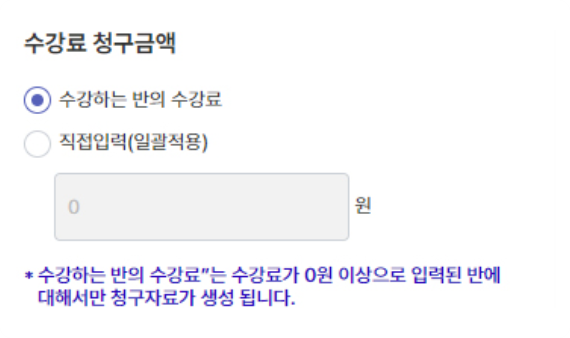 수강료 청구금액
수강하는 반의 수강료
직접입력(일괄적용)
0 원
* 수강하는 반의 수강료”는 수강료가 0원 이상으로 입력된 반에
대해서만 청구자료가 생성 됩니다.